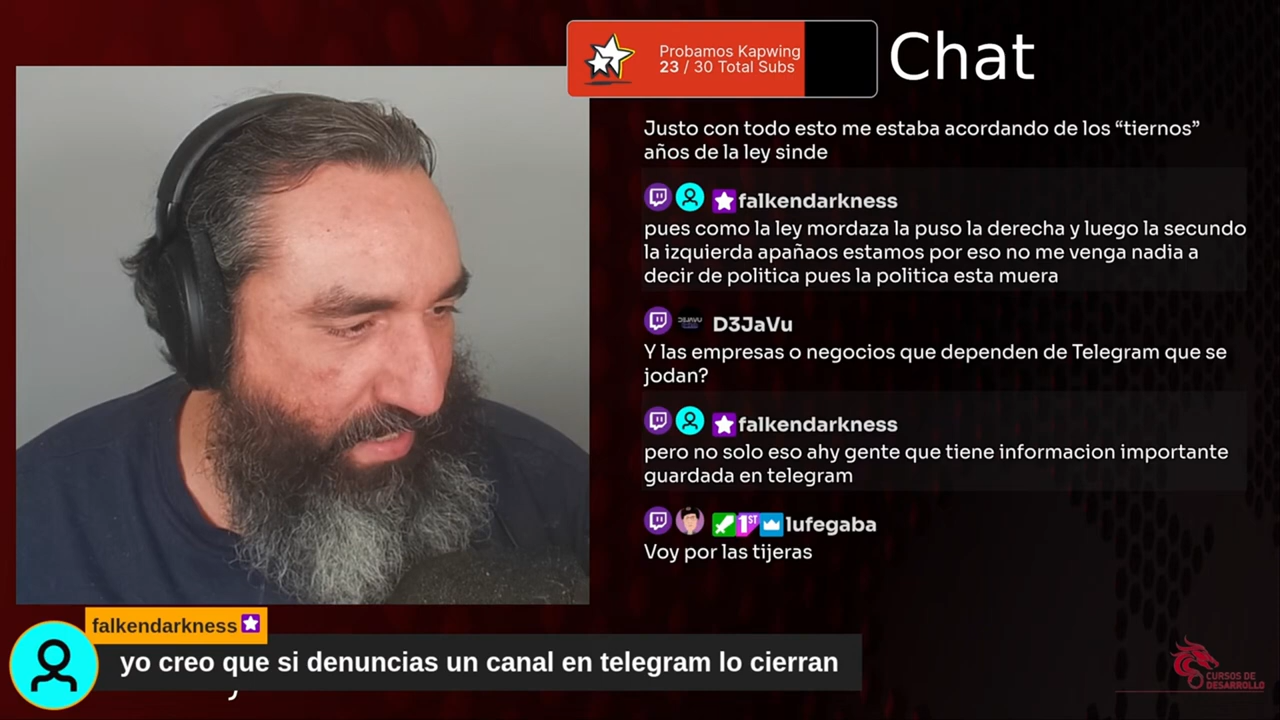 Probamos Kapwing
23 / 30 Total Subs
Chat
Justo con todo esto me estaba acordando de los “tiernos”
años de la ley sinde
falkendarkness
pues como la ley mordaza la puso la derecha y luego la secundo
la izquierda apañaos estamos por eso no me venga nadia a
decir de politica pues la politica esta muera
D3JaVu
Y las empresas o negocios que dependen de Telegram que se
jodan?
falkendarkness
pero no solo eso ahy gente que tiene informacion importante
guardada en telegram
1ST lufegaba
Voy por las tijeras
falkendarkness
yo creo que si denuncias un canal en telegram lo cierran
CURSOS DE
DESARROLLO